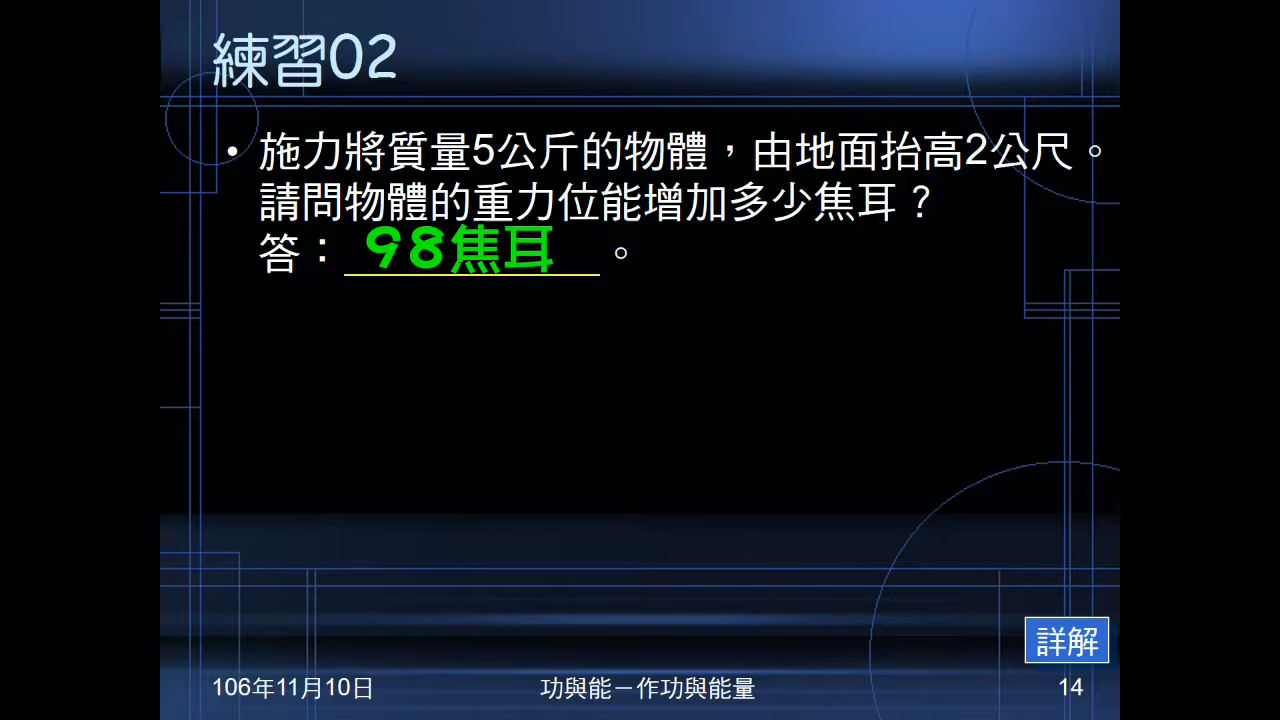 練習02
• 施力將質量5公斤的物體，由地面抬高2公尺。
請問物體的重力位能增加多少焦耳？
答：98焦耳。
詳解
106年11月10日
功與能－作功與能量
14